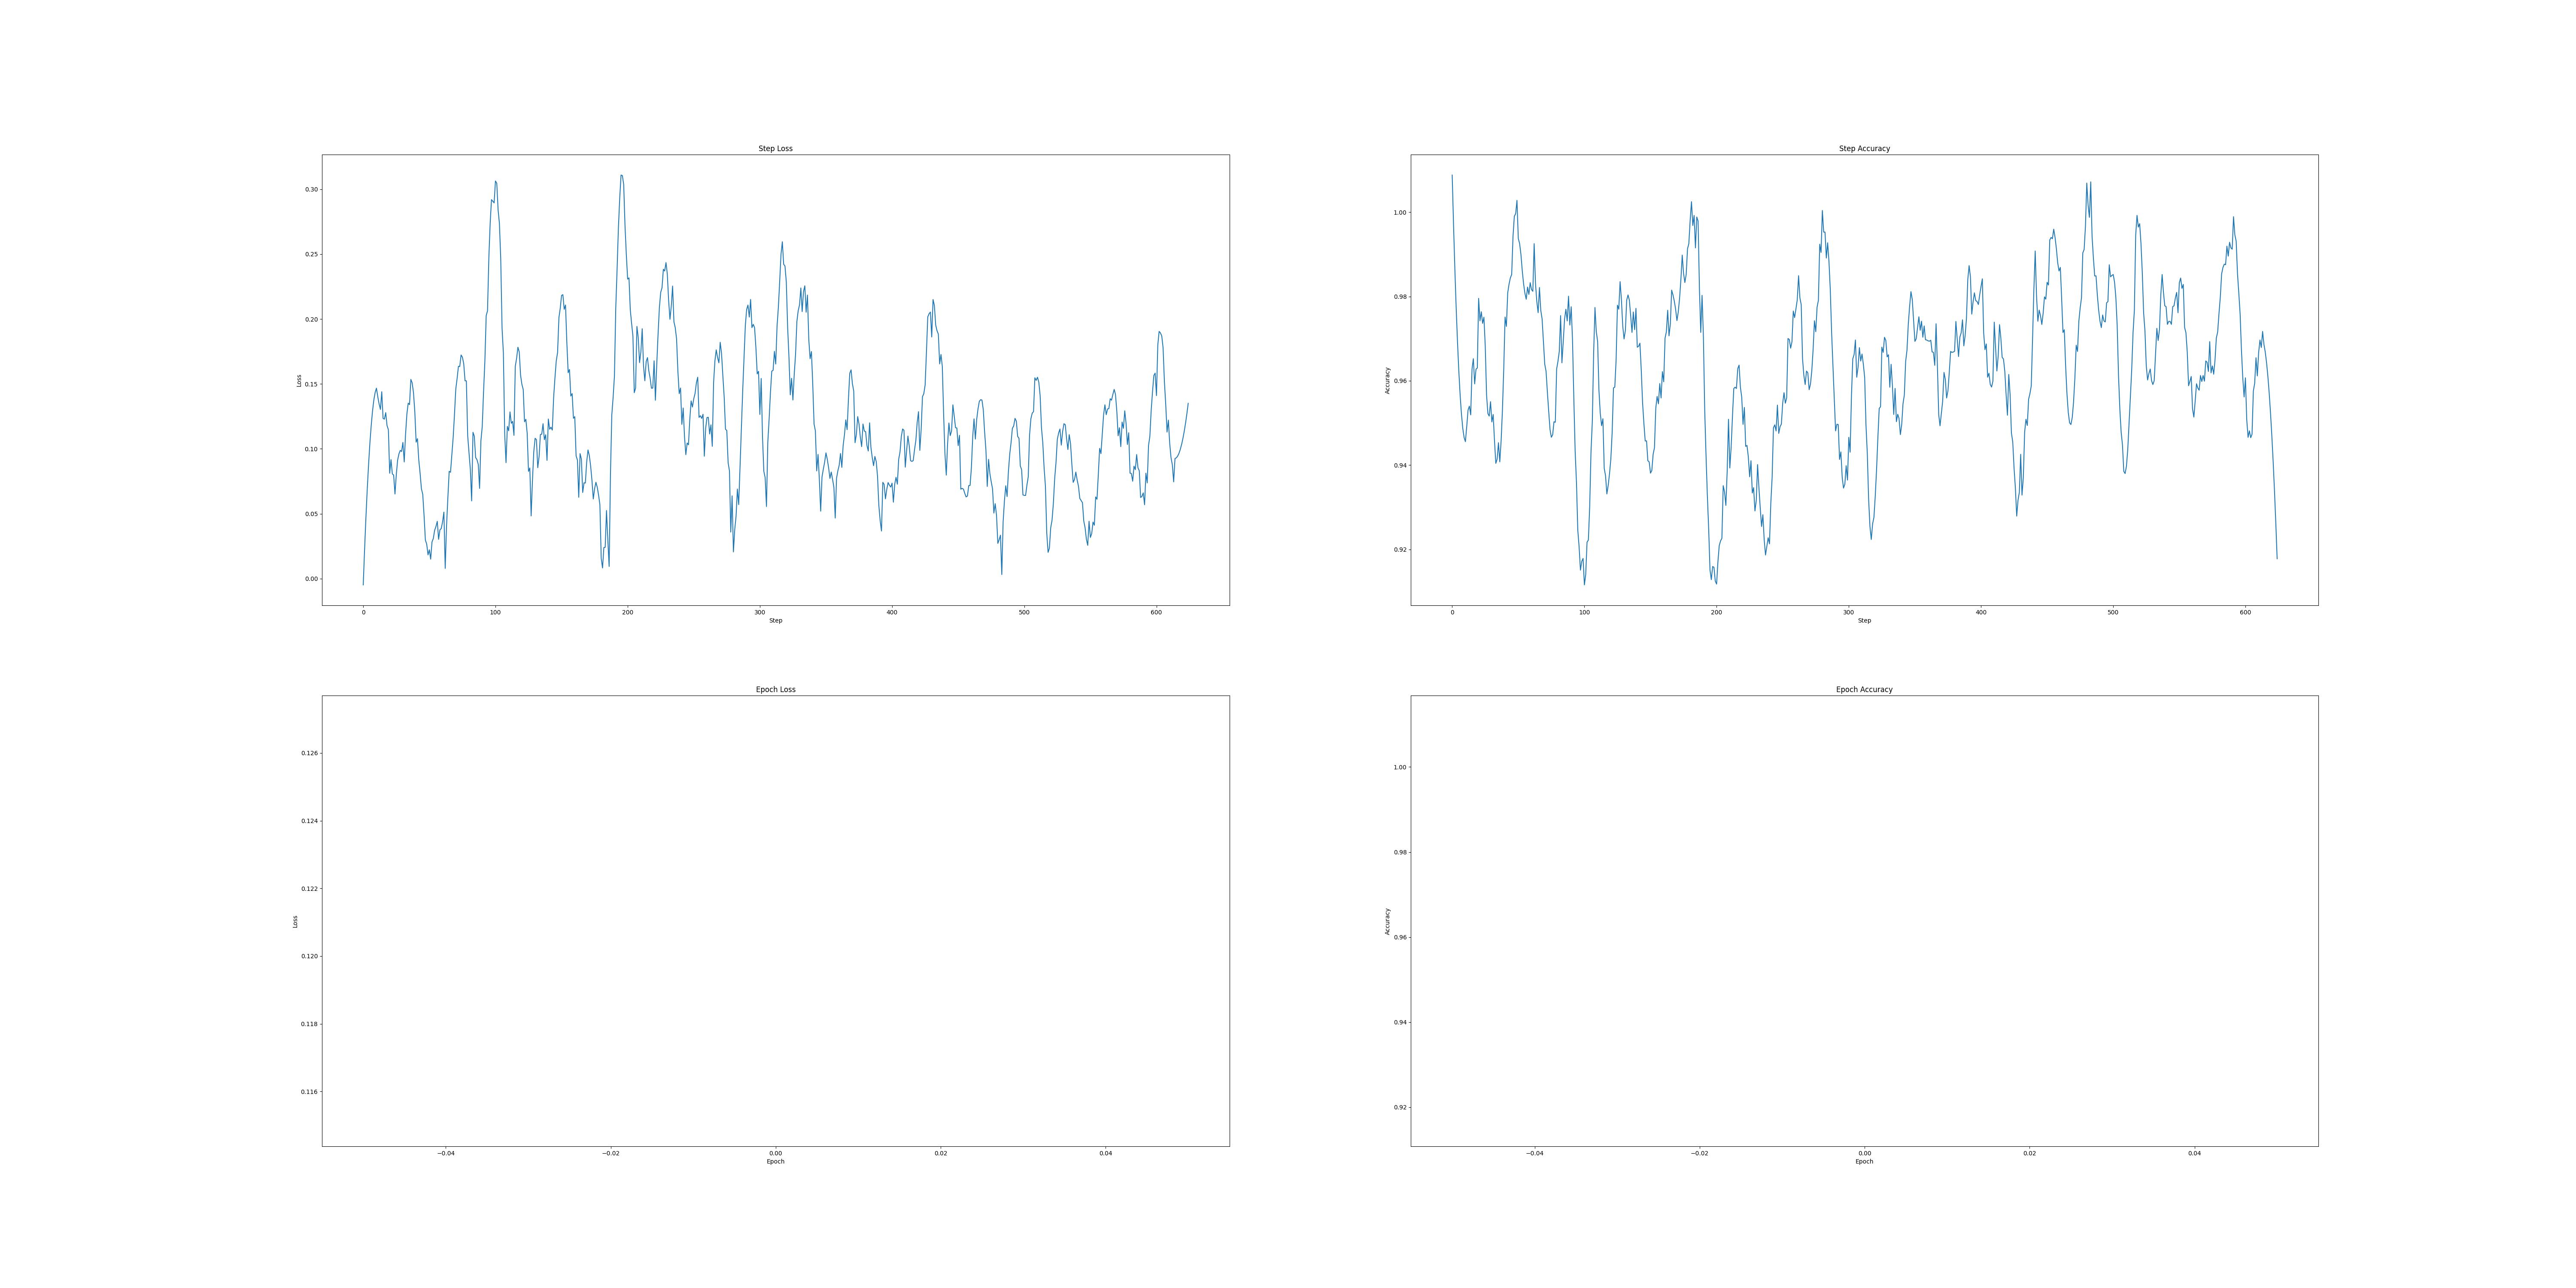 Step Loss
Loss
0.30
0.25
0.20
0.15
0.10
0.05
0.00
0 100 200 300 400 500 600
Step
Step Accuracy
Accuracy
1.00
0.98
0.96
0.94
0.92
0 100 200 300 400 500 600
Step
Epoch Loss
Loss
0.126
0.124
0.122
0.120
0.118
0.116
−0.04 −0.02 0.00 0.02 0.04
Epoch
Epoch Accuracy
Accuracy
1.00
0.98
0.96
0.94
0.92
−0.04 −0.02 0.00 0.02 0.04
Epoch